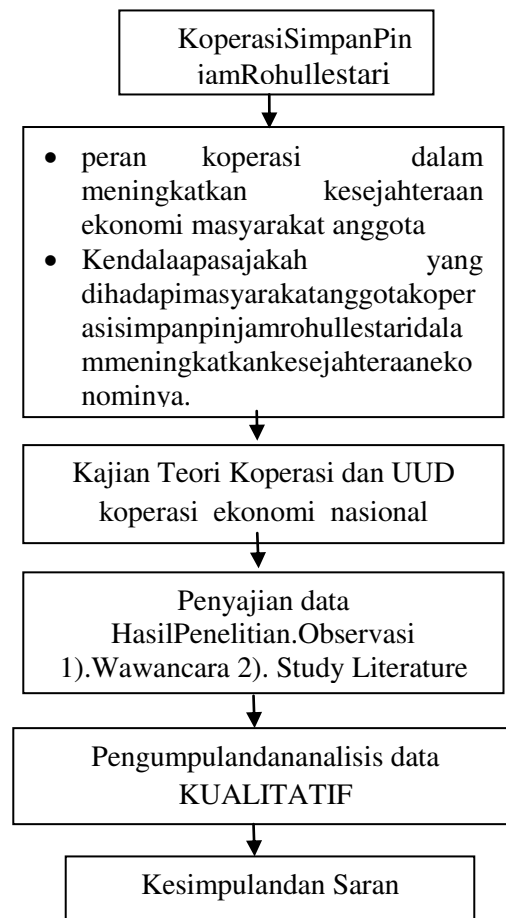 KoperasiSimpanPin
jamRohullestari
• peran koperasi dalam
meningkatkan kesejahteraan
ekonomi masyarakat anggota
• Kendalaapasajakah yang
dihadapimasyarakatanggotakoper
asisimpanpinjamrohullestaridala
mmeningkatkankesejahteraaneko
nominya.
Kajian Teori Koperasi dan UUD
koperasi ekonomi nasional
Penyajian data
HasilPenelitian.Observasi
1).Wawancara 2). Study Literature
Pengumpulandananalisis data
KUALITATIF
Kesimpulandan Saran